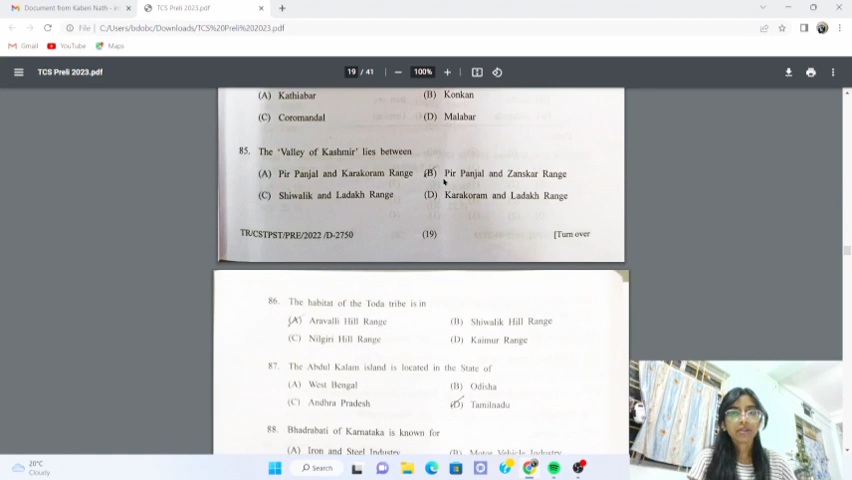 Document from Kaberi Nath - 
TCS Preli 2023.pdf
File
C:/Users/bdobc/Downloads/TCS%20Preli%202023.pdf
Gmail
YouTube
Maps
TCS Preli 2023.pdf
19 / 41
100%
(A) Kathiabar
(B) Konkan
(C) Coromandal
(D) Malabar
85. The 'Valley of Kashmir' lies between
(A) Pir Panjal and Karakoram Range
(B) Pir Panjal and Zanskar Range
(C) Shiwalik and Ladakh Range
(D) Karakoram and Ladakh Range
TR/CSTPST/PRE/2022 /D-2750
(19)
[Turn over
86. The habitat of the Toda tribe is in
(A) Aravalli Hill Range
(B) Shiwalik Hill Range
(C) Nilgiri Hill Range
(D) Kaimur Range
87. The Abdul Kalam island is located in the State of
(A) West Bengal
(B) Odisha
(C) Andhra Pradesh
(D) Tamilnadu
88. Bhadrabati of Karnataka is known for
(A) Iron and Steel Industry
(B) Motor Vehicle Industry
20°C
Cloudy
Search